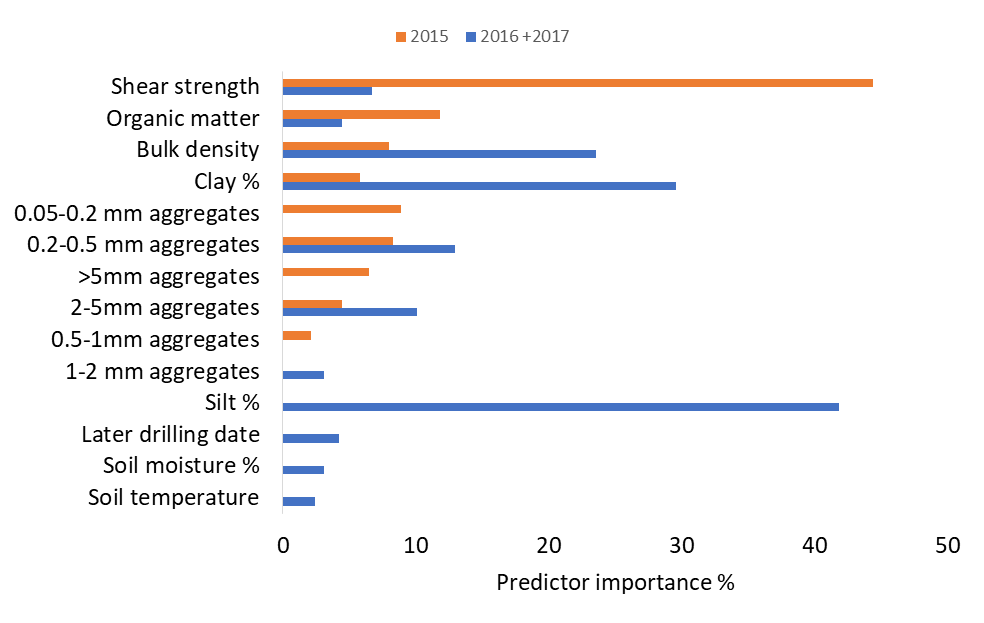 2015 2016 +2017
Shear strength
Organic matter
Bulk density
Clay %
0.05-0.2 mm aggregates
0.2-0.5 mm aggregates
>5mm aggregates
2-5mm aggregates
0.5-1mm aggregates
1-2 mm aggregates
Silt %
Later drilling date
Soil moisture %
Soil temperature
0 10 20 30 40 50
Predictor importance %